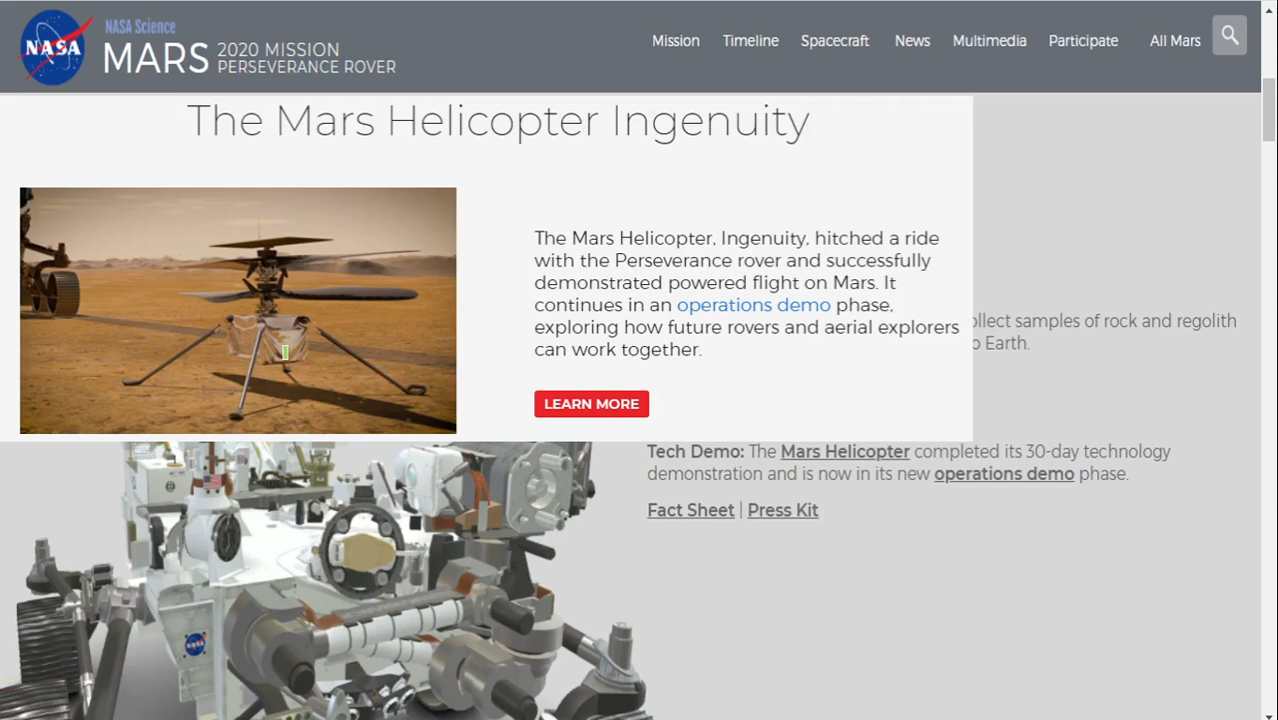 NASA
NASA Science
MARS
2020 MISSION
PERSEVERANCE ROVER
Mission
Timeline
Spacecraft
News
Multimedia
Participate
All Mars
The Mars Helicopter Ingenuity
The Mars Helicopter, Ingenuity, hitched a ride
with the Perseverance rover and successfully
demonstrated powered flight on Mars. It
continues in an operations demo phase,
exploring how future rovers and aerial explorers
can work together.
LEARN MORE
ollect samples of rock and regolith
o Earth.
Tech Demo: The Mars Helicopter completed its 30-day technology
demonstration and is now in its new operations demo phase.
Fact Sheet | Press Kit
NASA